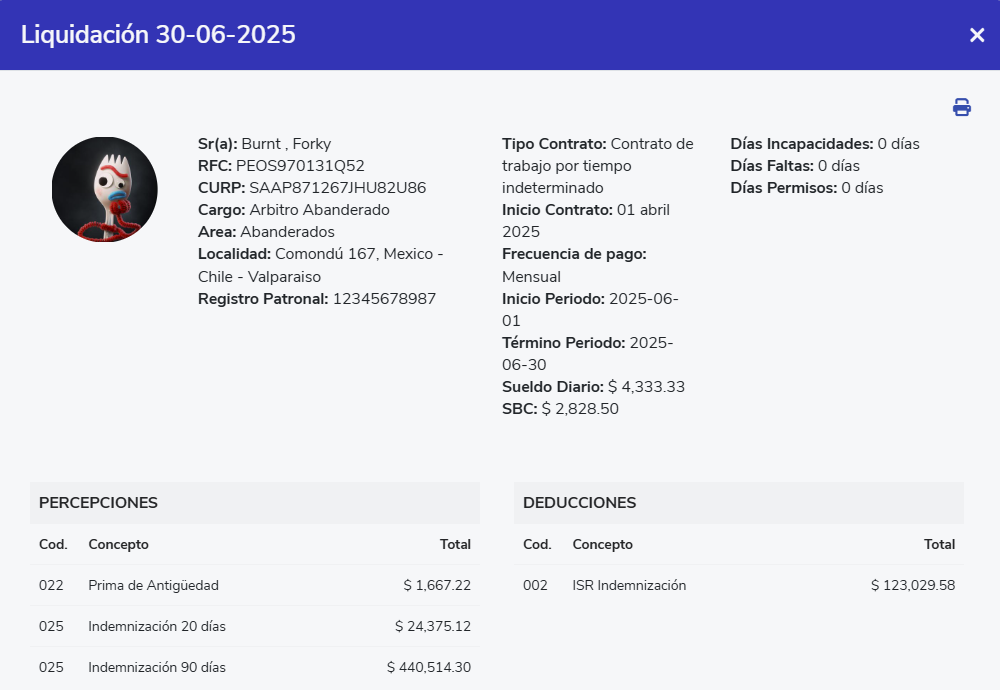 Liquidación 30-06-2025
Sr(a): Burnt , Forky
RFC: PEOS970131Q52
CURP: SAAP871267JHU82U86
Cargo: Arbitro Abanderado
Area: Abanderados
Localidad: Comondú 167, Mexico -
Chile - Valparaiso
Registro Patronal: 12345678987
Tipo Contrato: Contrato de
trabajo por tiempo
indeterminado
Inicio Contrato: 01 abril
2025
Frecuencia de pago:
Mensual
Inicio Periodo: 2025-06-
01
Término Periodo: 2025-
06-30
Sueldo Diario: $ 4,333.33
SBC: $ 2,828.50
Días Incapacidades: 0 días
Días Faltas: 0 días
Días Permisos: 0 días
PERCEPCIONES
Cod. Concepto Total
022 Prima de Antigüedad $ 1,667.22
025 Indemnización 20 días $ 24,375.12
025 Indemnización 90 días $ 440,514.30
DEDUCCIONES
Cod. Concepto Total
002 ISR Indemnización $ 123,029.58